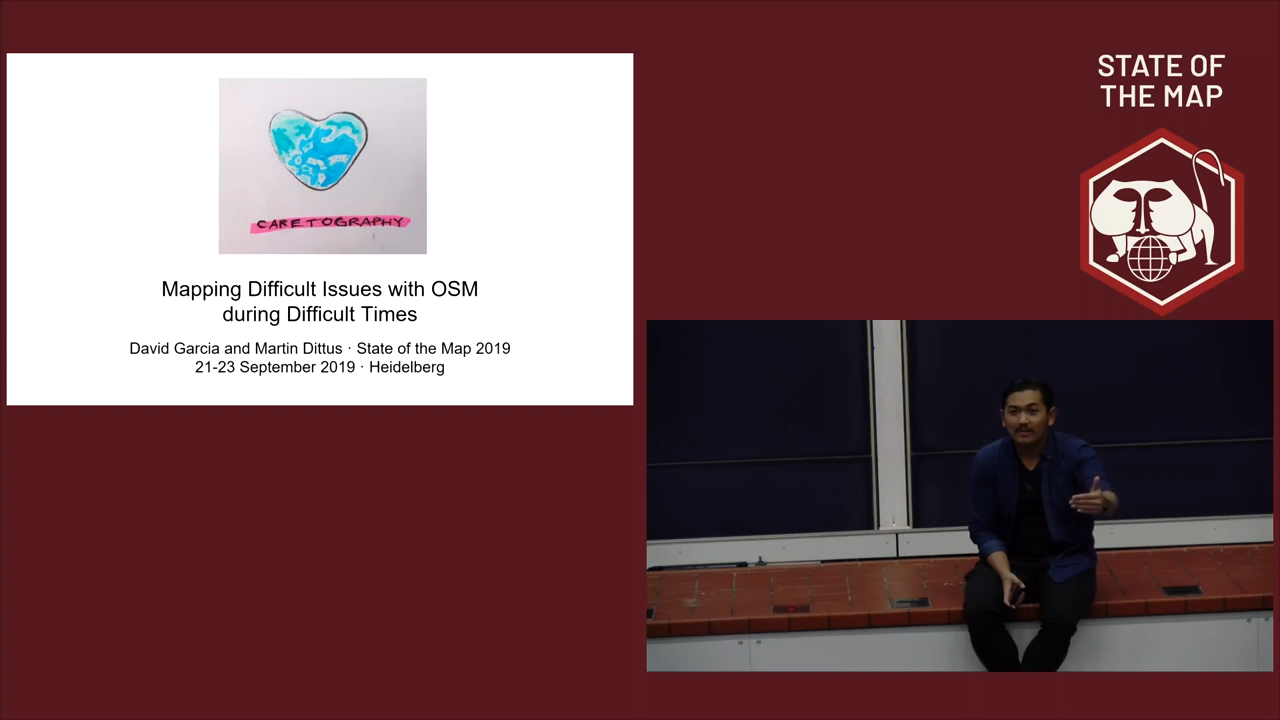 CARETOGRAPHY
Mapping Difficult Issues with OSM
during Difficult Times
David Garcia and Martin Dittus · State of the Map 2019
21-23 September 2019 · Heidelberg
STATE OF
THE MAP